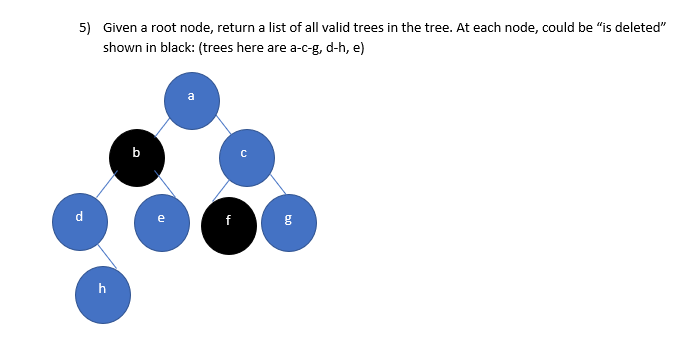 5) Given a root node, return a list of all valid trees in the tree. At each node, could be “is deleted”
shown in black: (trees here are a-c-g, d-h, e)
a
b
c
d
e
f
g
h